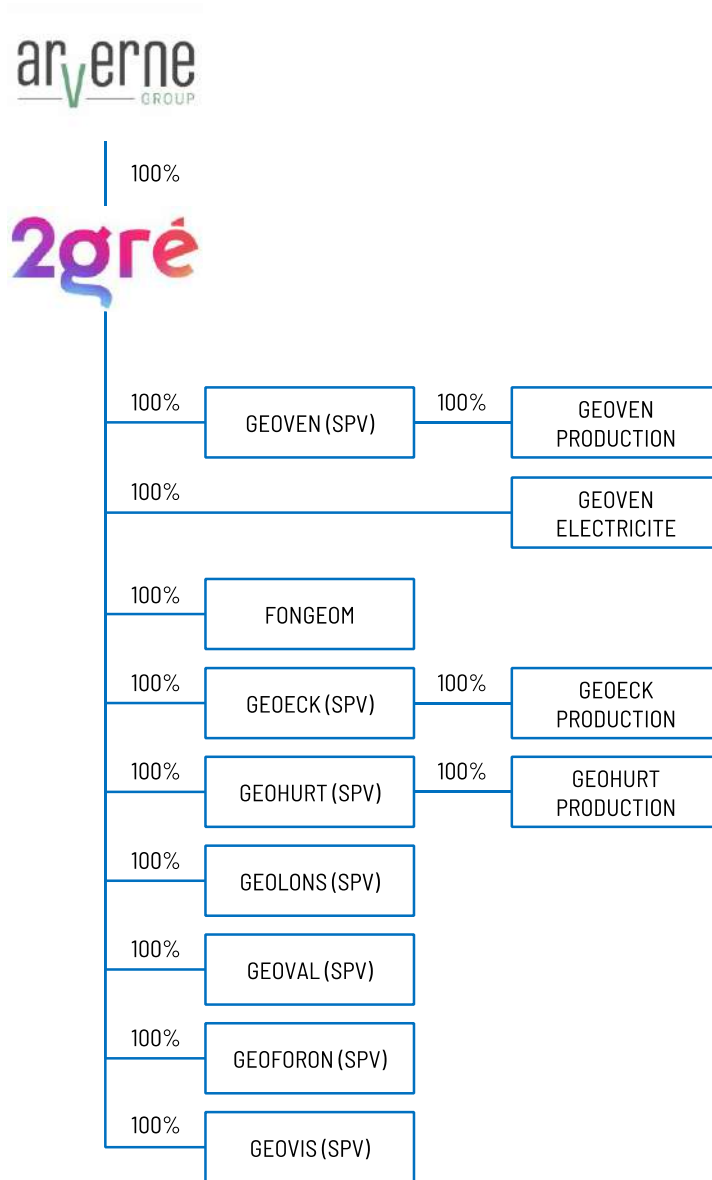 arverne
GROUP
100%
2gré
100%
GEOVEN (SPV)
100%
GEOVEN
PRODUCTION
100%
GEOVEN
ELECTRICITE
100%
FONGEOM
100%
GEOECK (SPV)
100%
GEOECK
PRODUCTION
100%
GEOHURT (SPV)
100%
GEOHURT
PRODUCTION
100%
GEOLONS (SPV)
100%
GEOVAL (SPV)
100%
GEOFORON (SPV)
100%
GEOVIS (SPV)